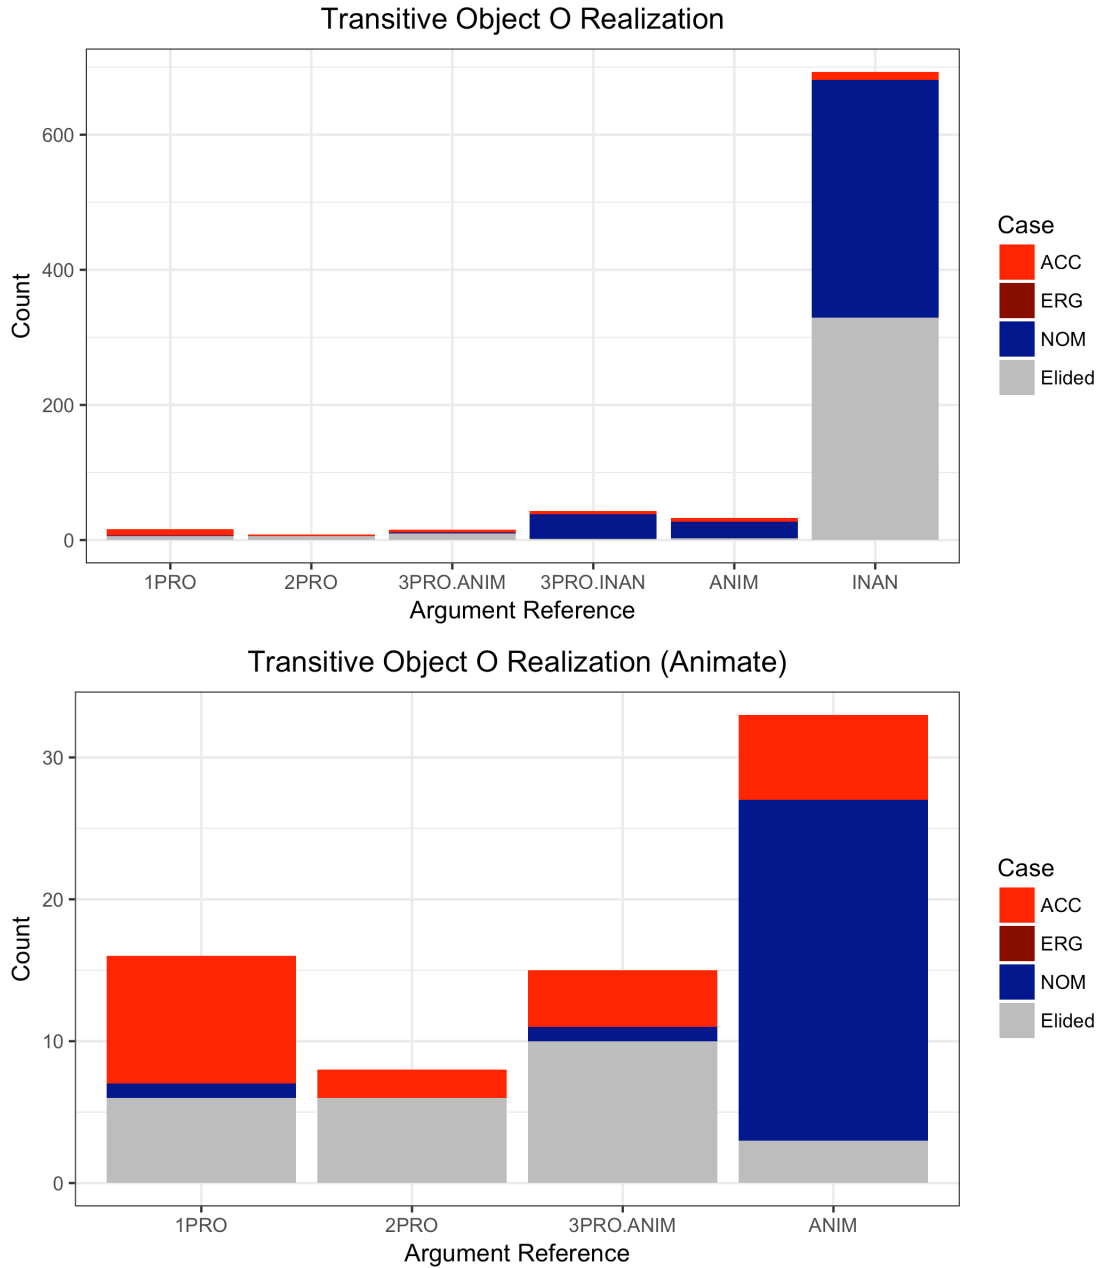 Transitive Object O Realization
600
400
200
0
Count
1PRO 2PRO 3PRO.ANIM 3PRO.INAN ANIM INAN
Argument Reference
Case
ACC
ERG
NOM
Elided
Transitive Object O Realization (Animate)
30
20
10
0
Count
1PRO 2PRO 3PRO.ANIM ANIM
Argument Reference
Case
ACC
ERG
NOM
Elided